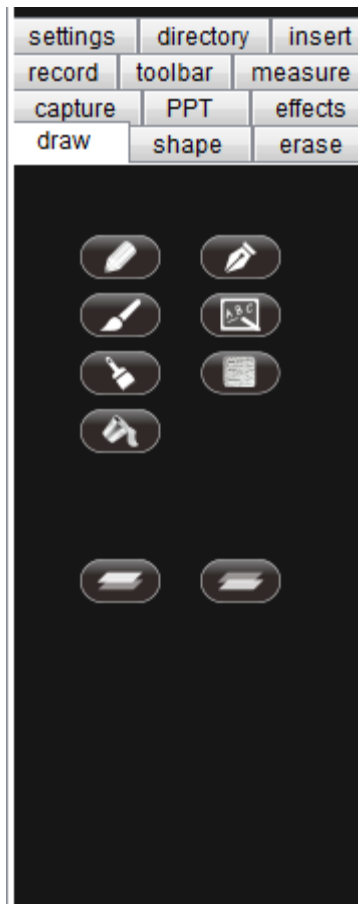 settings directory insert
record toolbar measure
capture PPT effects
draw shape erase
ABC